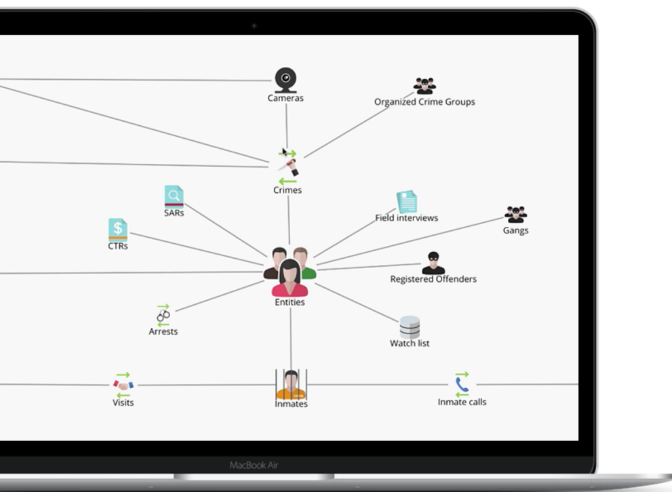 Cameras
Organized Crime Groups
Crimes
SARs
Field interviews
CTRs
Gangs
Registered Offenders
Entities
Arrests
Watch list
Visits
Inmates
Inmate calls
MacBook Air